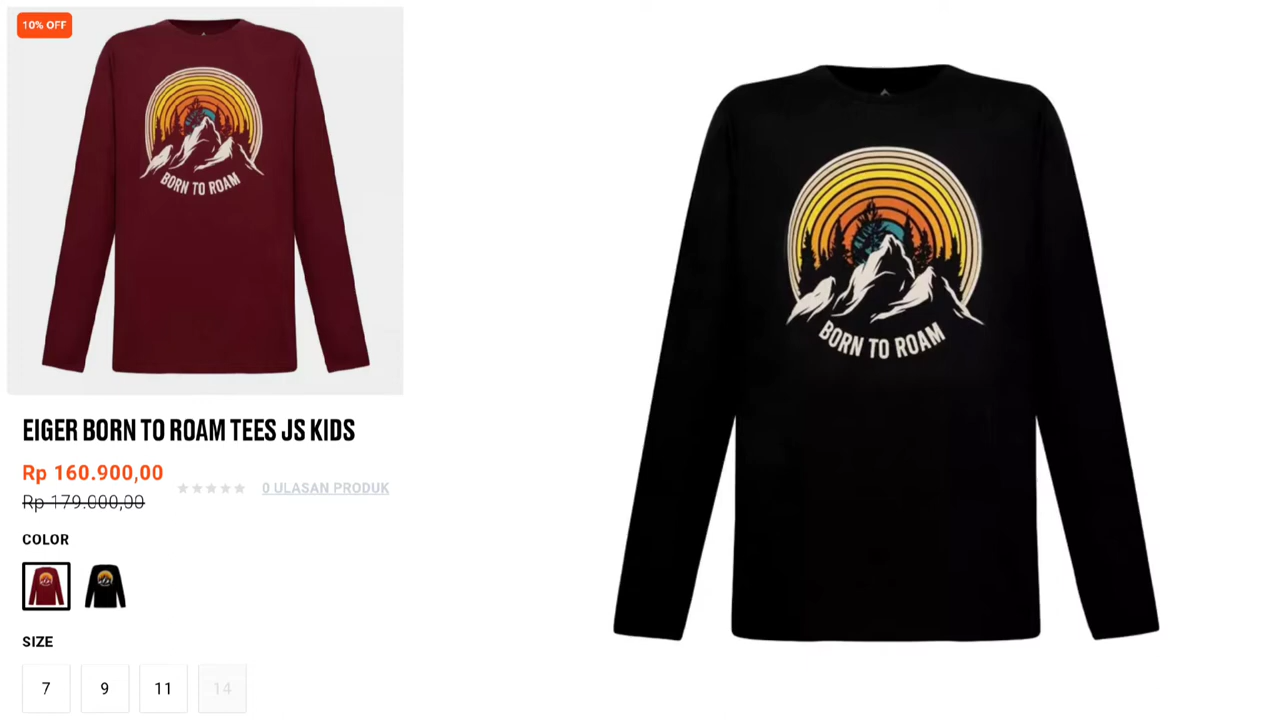 10% OFF
BORN TO ROAM
EIGER BORN TO ROAM TEES JS KIDS
Rp 160.900,00
Rp 179.000,00
0 ULASAN PRODUK
COLOR
SIZE
7
9
11
14
BORN TO ROAM